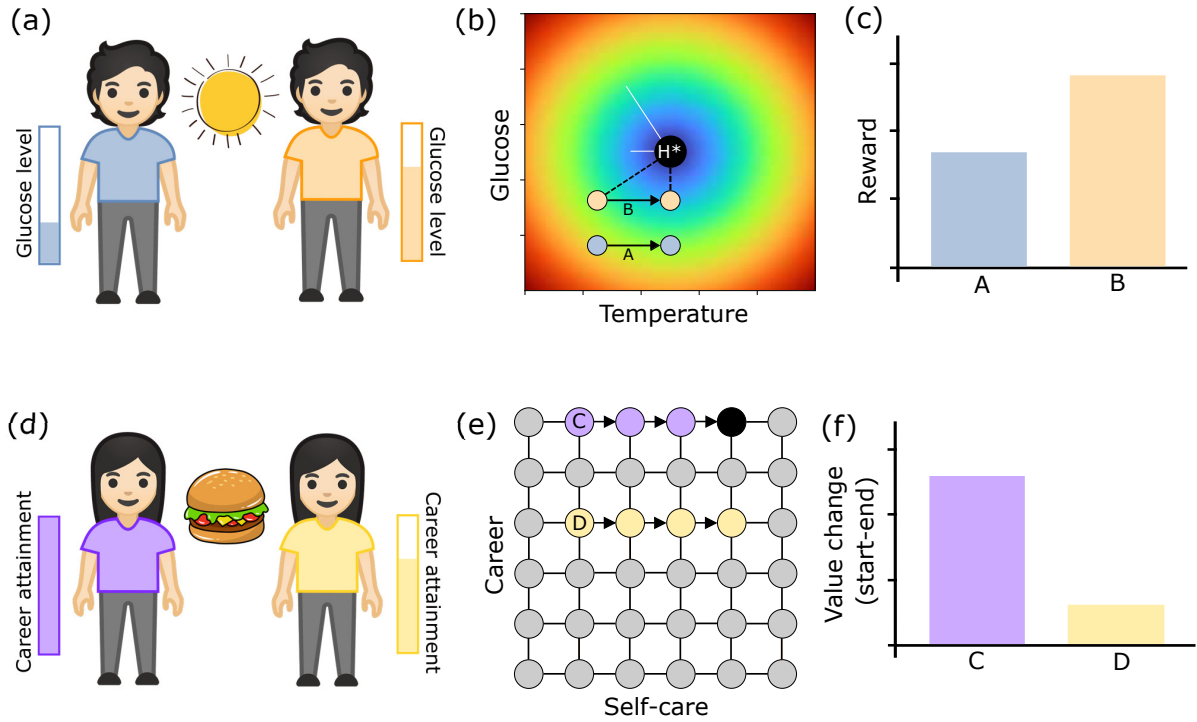 (a)
Glucose level
Glucose level
(b)
Glucose
H*
B
A
Temperature
(c)
Reward
A
B
(d)
Career attainment
Career attainment
(e)
Career
C
D
Self-care
(f)
Value change
(start-end)
C
D